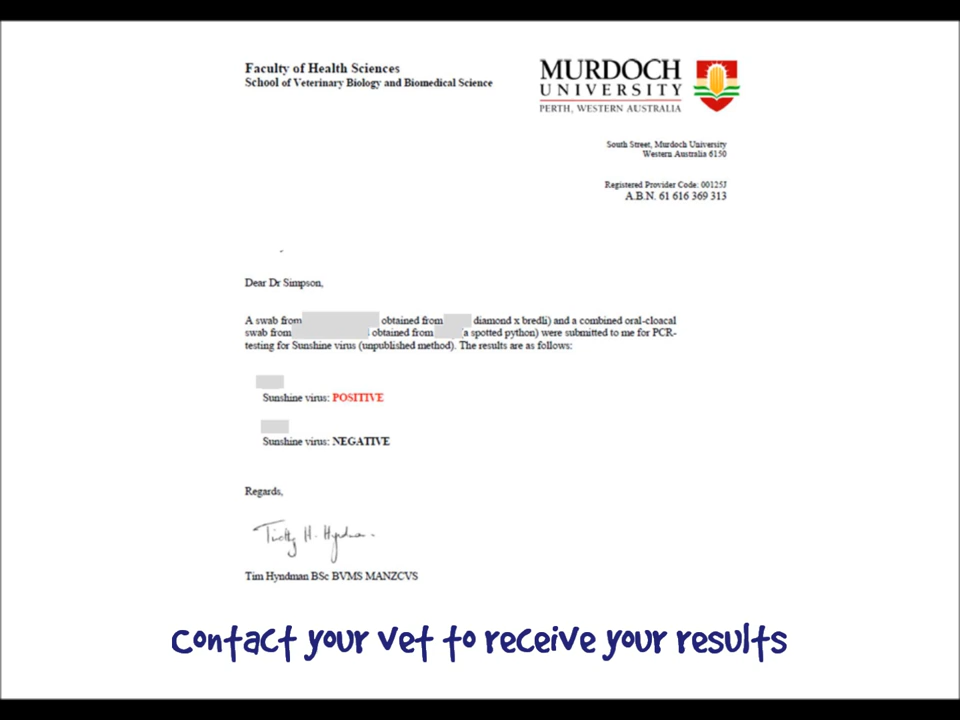 Faculty of Health Sciences
School of Veterinary Biology and Biomedical Science
MURDOCH
UNIVERSITY
PERTH, WESTERN AUSTRALIA
South Street, Murdoch University
Western Australia 6150
Registered Provider Code: 00125J
A.B.N. 61 616 369 313
Dear Dr Simpson,
A swab from obtained from diamond x bredli) and a combined oral-cloacal
swab from obtained from (a spotted python) were submitted to me for PCR-
testing for Sunshine virus (unpublished method). The results are as follows:
Sunshine virus: POSITIVE
Sunshine virus: NEGATIVE
Regards,
Tim Hyndman BSc BVMS MANZCVS
Contact your vet to receive your results